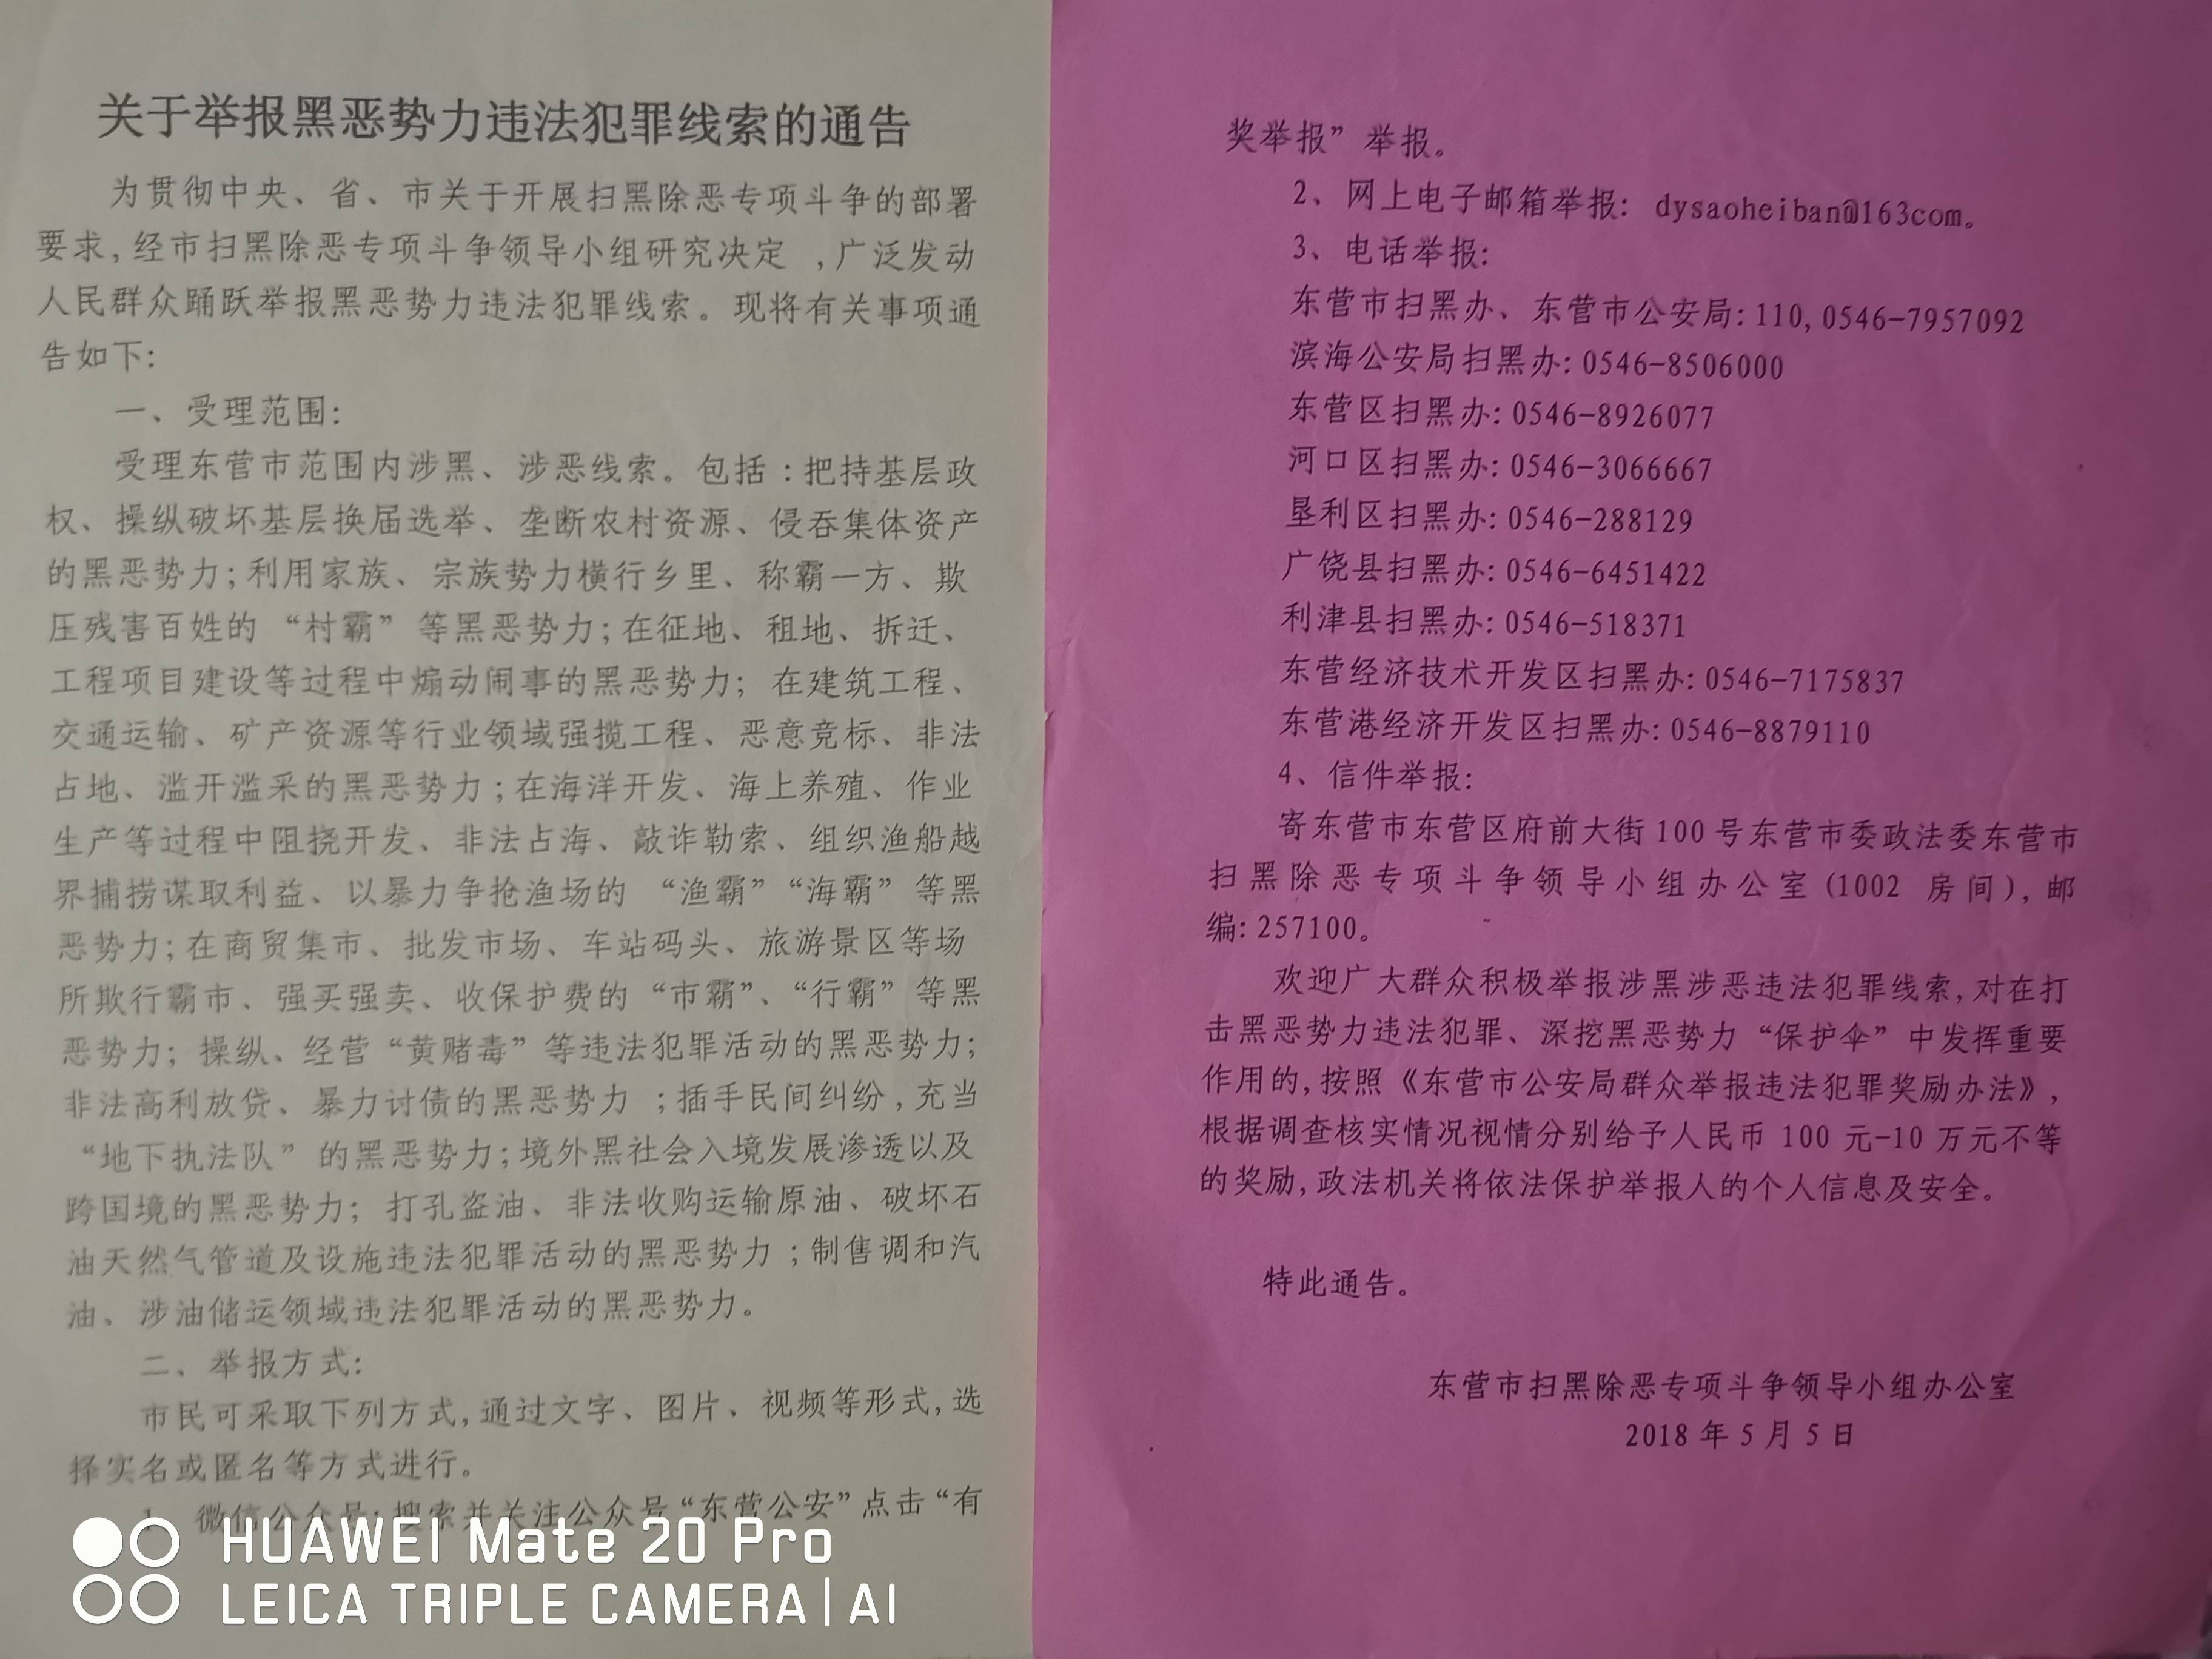 关于举报黑恶势力违法犯罪线索的通告
为贯彻中央、省、市关于开展扫黑除恶专项斗争的部署
要求,经市扫黑除恶专项斗争领导小组研究决定 ,广泛发动
人民群众踊跃举报黑恶势力违法犯罪线索。现将有关事项通
告如下:
一、受理范围:
受理东营市范围内涉黑、涉恶线索。包括:把持基层政
权、操纵破坏基层换届选举、垄断农村资源、侵吞集体资产
的黑恶势力;利用家族、宗族势力横行乡里、称霸一方、欺
压残害百姓的“村霸”等黑恶势力;在征地、租地、拆迁、
工程项目建设等过程中煽动闹事的黑恶势力; 在建筑工程、
交通运输、矿产资源等行业领域强揽工程、恶意竞标、非法
占地、滥开滥采的黑恶势力;在海洋开发、海上养殖、作业
生产等过程中阻挠开发、非法占海、敲诈勒索、组织渔船越
界捕捞谋取利益、以暴力争抢渔场的 “渔霸”“海霸”等黑
恶势力;在商贸集市、批发市场、车站码头、旅游景区等场
所欺行霸市、强买强卖、收保护费的“市霸”、“行霸”等黑
恶势力; 操纵、经营“黄赌毒”等违法犯罪活动的黑恶势力;
非法高利放贷、暴力讨债的黑恶势力 ;插手民间纠纷,充当
“地下执法队”的黑恶势力;境外黑社会入境发展渗透以及
跨国境的黑恶势力; 打孔盗油、非法收购运输原油、破坏石
油天然气管道及设施违法犯罪活动的黑恶势力 ;制售调和汽
油、涉油储运领域违法犯罪活动的黑恶势力。
二、举报方式:
市民可采取下列方式,通过文字、图片、视频等形式,选
择实名或匿名等方式进行。
1、微信公众号:搜索并关注公众号“东营公安”点击“有
HUAWEI Mate 20 Pro
LEICA TRIPLE CAMERA | AI
奖举报”举报。
2、网上电子邮箱举报: dysaoheiban@163com。
3、电话举报:
东营市扫黑办、东营市公安局:110,0546-7957092
滨海公安局扫黑办:0546-8506000
东营区扫黑办:0546-8926077
河口区扫黑办:0546-3066667
垦利区扫黑办:0546-288129
广饶县扫黑办:0546-6451422
利津县扫黑办:0546-518371
东营经济技术开发区扫黑办:0546-7175837
东营港经济开发区扫黑办:0546-8879110
4、信件举报:
寄东营市东营区府前大街100号东营市委政法委东营市
扫黑除恶专项斗争领导小组办公室(1002 房间),邮
编:257100。
欢迎广大群众积极举报涉黑涉恶违法犯罪线索,对在打
击黑恶势力违法犯罪、深挖黑恶势力“保护伞”中发挥重要
作用的,按照《东营市公安局群众举报违法犯罪奖励办法》,
根据调查核实情况视情分别给予人民币 100 元-10 万元不等
的奖励,政法机关将依法保护举报人的个人信息及安全。
特此通告。
东营市扫黑除恶专项斗争领导小组办公室
2018 年 5 月 5 日